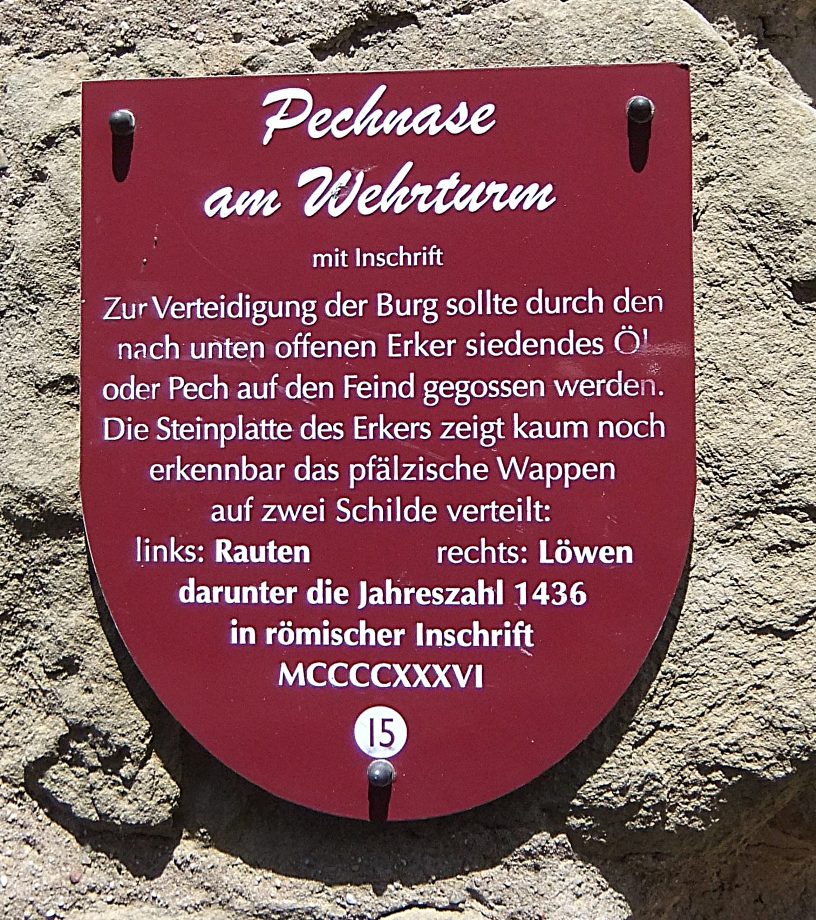 Pechnase
am Wehrturm
mit Inschrift
Zur Verteidigung der Burg sollte durch den
nach unten offenen Erker siedendes Öl
oder Pech auf den Feind gegossen werden.
Die Steinplatte des Erkers zeigt kaum noch
erkennbar das pfälzische Wappen
auf zwei Schilde verteilt:
links: Rauten rechts: Löwen
darunter die Jahreszahl 1436
in römischer Inschrift
MCCCCXXXVI
15